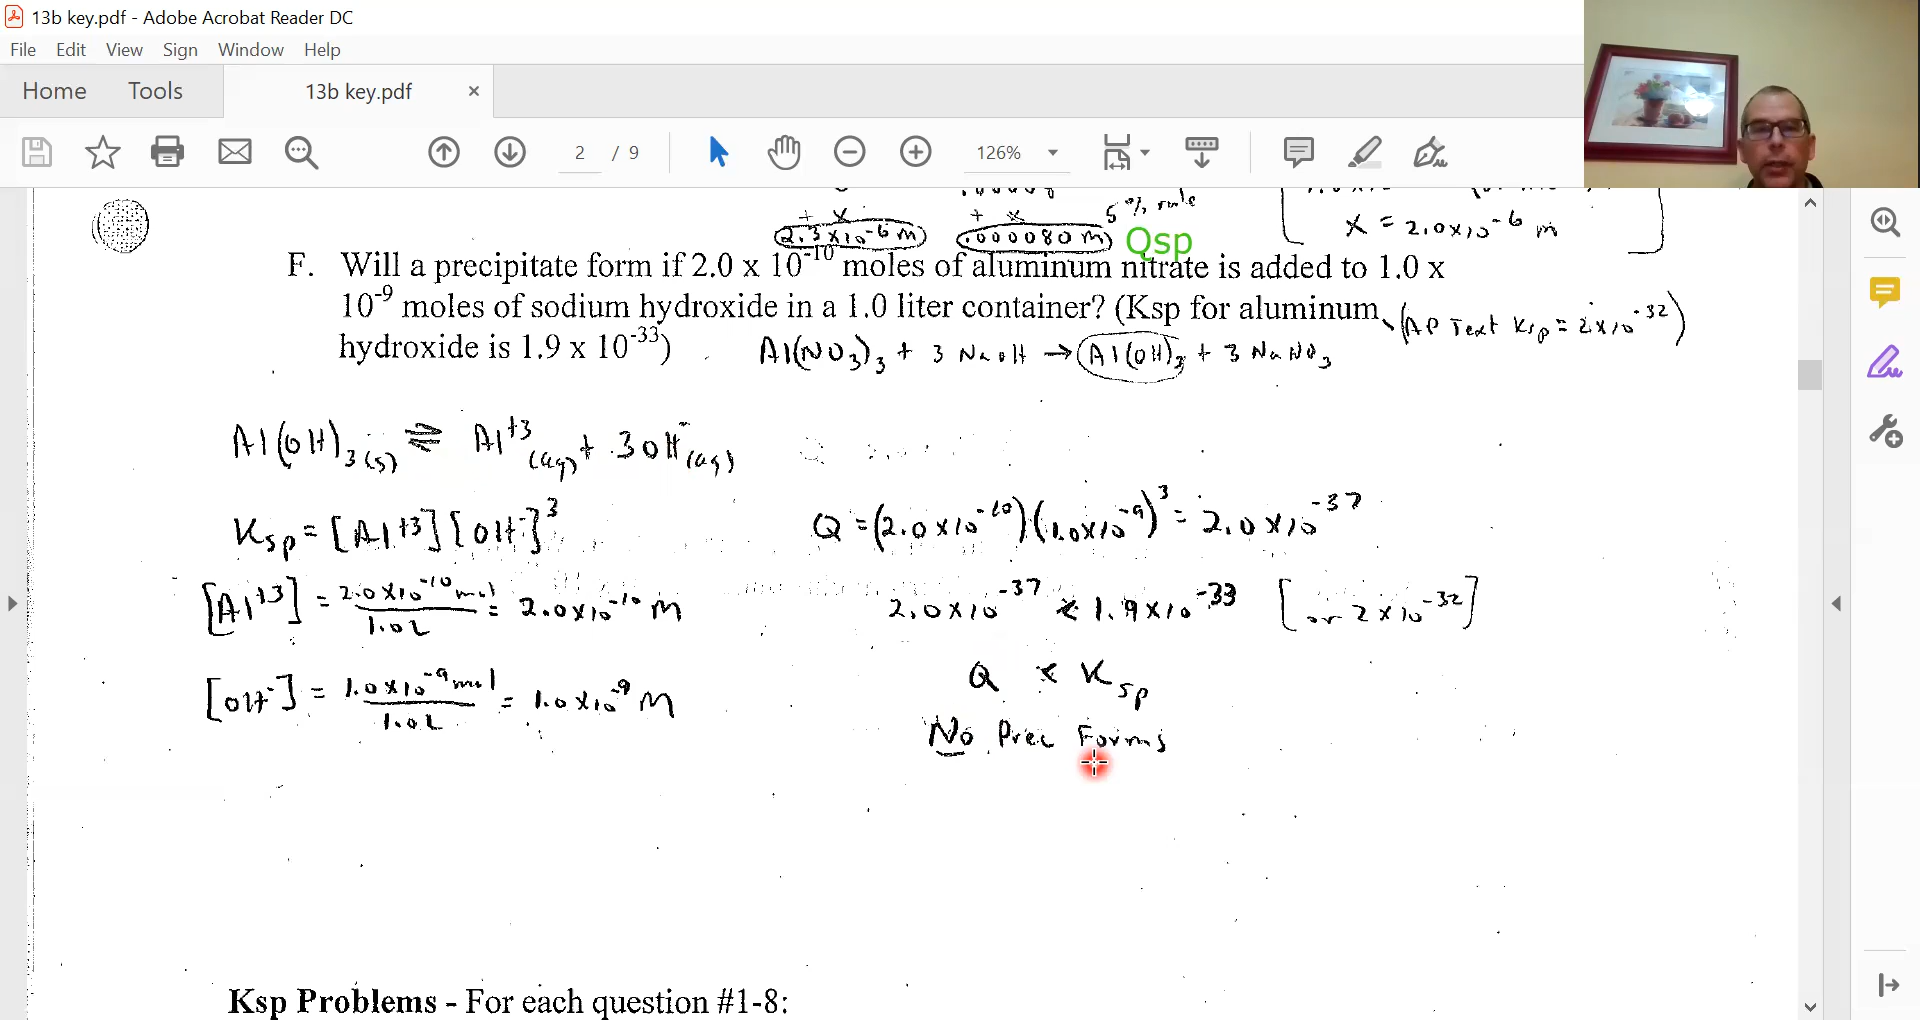 13b key.pdf - Adobe Acrobat Reader DC
File Edit View Sign Window Help
Home Tools 13b key.pdf ×
2 / 9 126%
+ x + x 5 % rule
2.3x10⁻⁶ M .0000080 M Qsp x = 2.0x10⁻⁶ m
F. Will a precipitate form if 2.0 x 10⁻¹⁰ moles of aluminum nitrate is added to 1.0 x
10⁻⁹ moles of sodium hydroxide in a 1.0 liter container? (Ksp for aluminum
(AP Text Ksp = 2x10⁻³²)
hydroxide is 1.9 x 10⁻³³)
Al(NO₃)₃ + 3 NaOH → Al(OH)₃ + 3 NaNO₃
Al(OH)₃(s) ⇌ Al⁺³(aq) + 3OH⁻(aq)
Ksp = [Al⁺³][OH⁻]³
[Al⁺³] = 2.0x10⁻¹⁰ mol / 1.0L = 2.0x10⁻¹⁰ M
[OH⁻] = 1.0x10⁻⁹ mol / 1.0L = 1.0x10⁻⁹ M
Q = (2.0x10⁻¹⁰)(1.0x10⁻⁹)³ = 2.0x10⁻³⁷
2.0x10⁻³⁷ < 1.9x10⁻³³ [or 2x10⁻³²]
Q < Ksp
No Prec Forms
Ksp Problems - For each question #1-8: